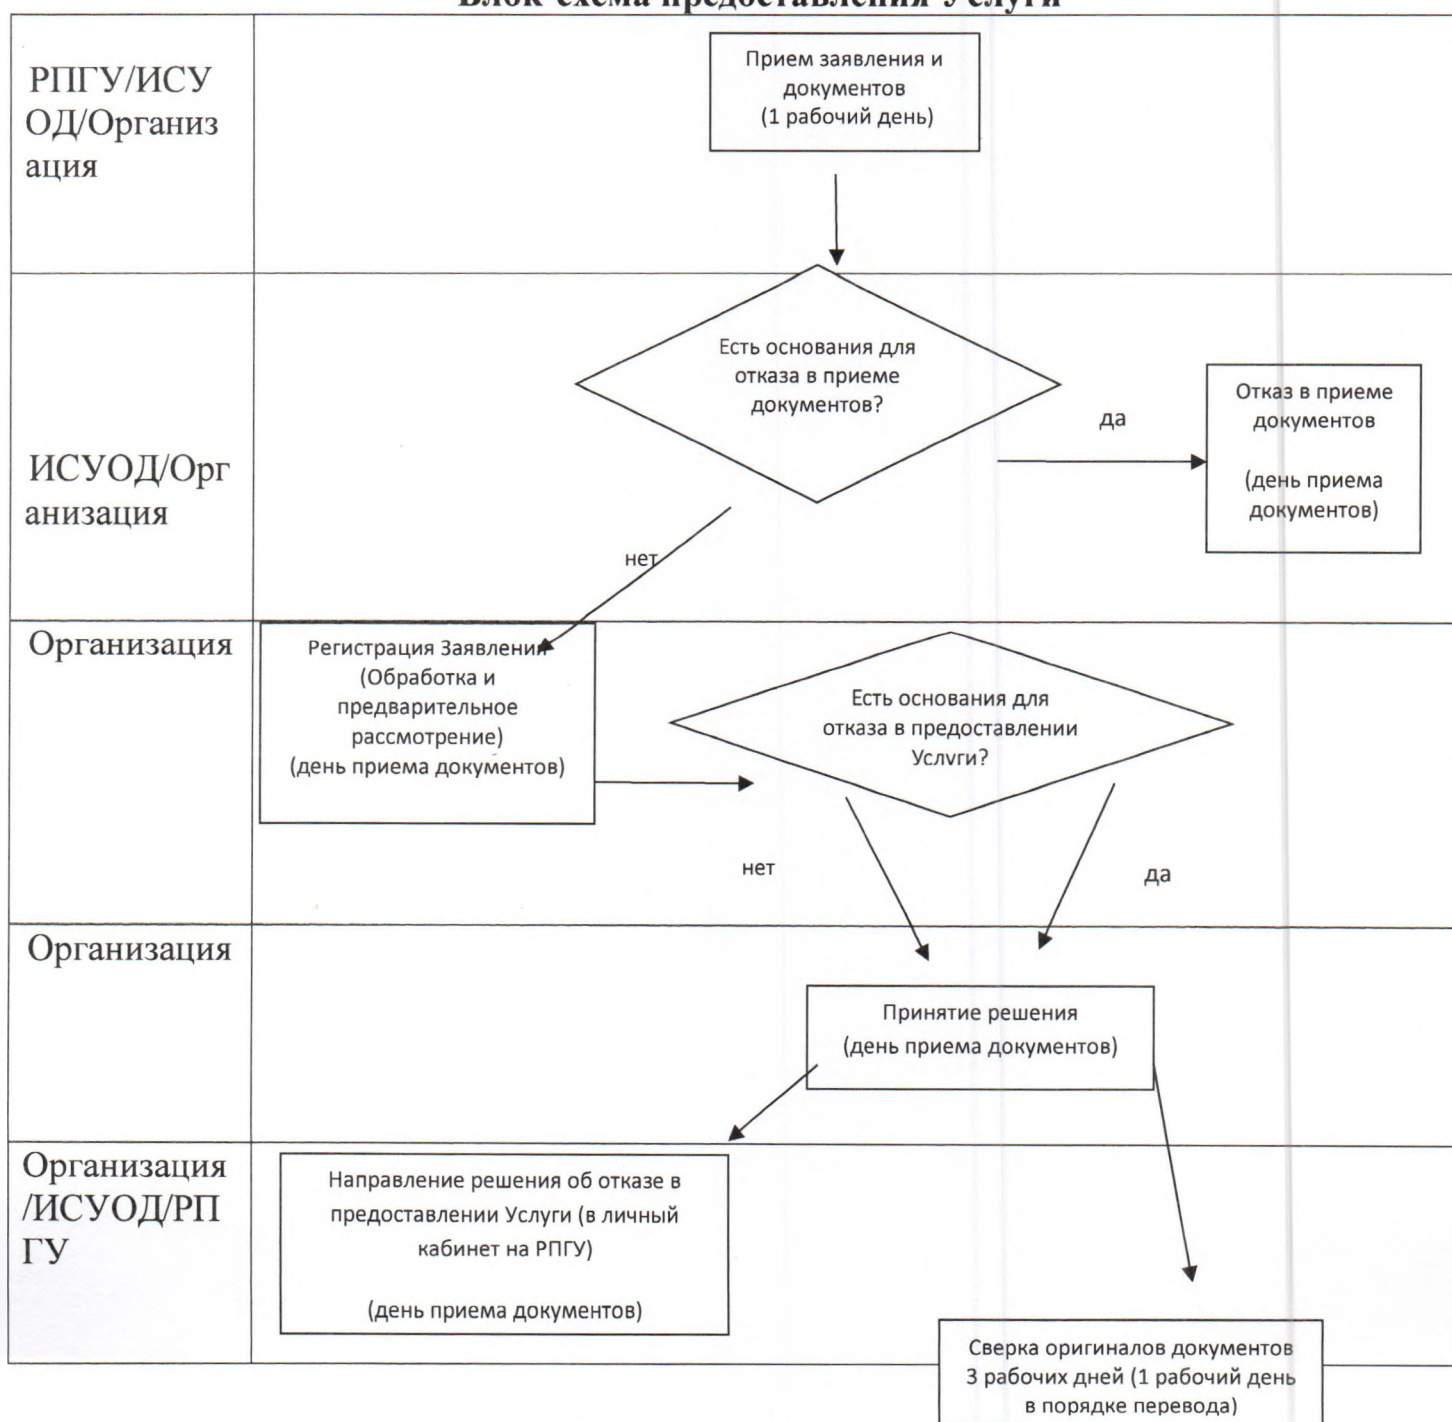 Блок-схема предоставления Услуги
РПГУ/ИСУ
ОД/Организ
ация
Прием заявления и
документов
(1 рабочий день)
ИСУОД/Орг
анизация
Есть основания для
отказа в приеме
документов?
да
Отказ в приеме
документов
(день приема
документов)
нет
Организация
Регистрация Заявления
(Обработка и
предварительное
рассмотрение)
(день приема документов)
Есть основания для
отказа в предоставлении
Услуги?
нет
да
Организация
Принятие решения
(день приема документов)
Организация
/ИСУОД/РП
ГУ
Направление решения об отказе в
предоставлении Услуги (в личный
кабинет на РПГУ)
(день приема документов)
Сверка оригиналов документов
3 рабочих дней (1 рабочий день
в порядке перевода)